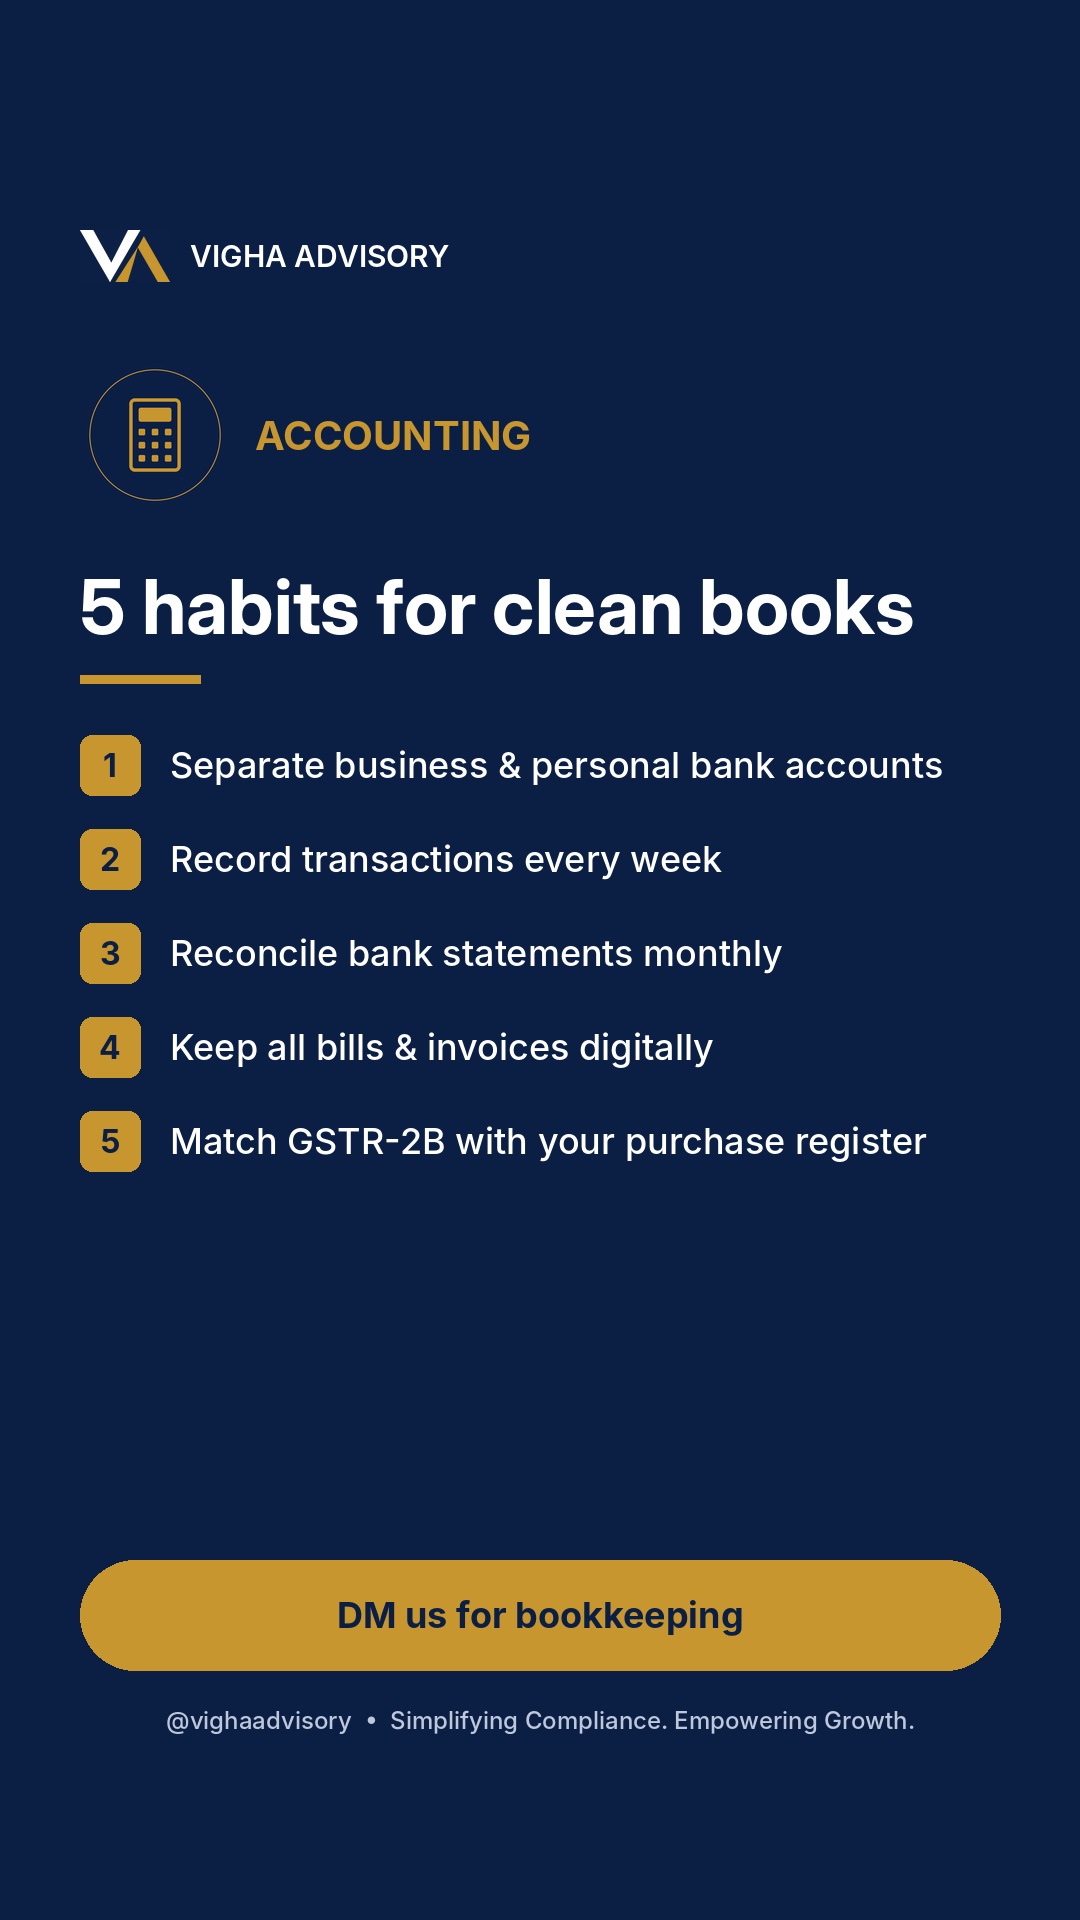 VIGHA ADVISORY
ACCOUNTING
5 habits for clean books
1 Separate business & personal bank accounts
2 Record transactions every week
3 Reconcile bank statements monthly
4 Keep all bills & invoices digitally
5 Match GSTR-2B with your purchase register
DM us for bookkeeping
@vighaadvisory • Simplifying Compliance. Empowering Growth.